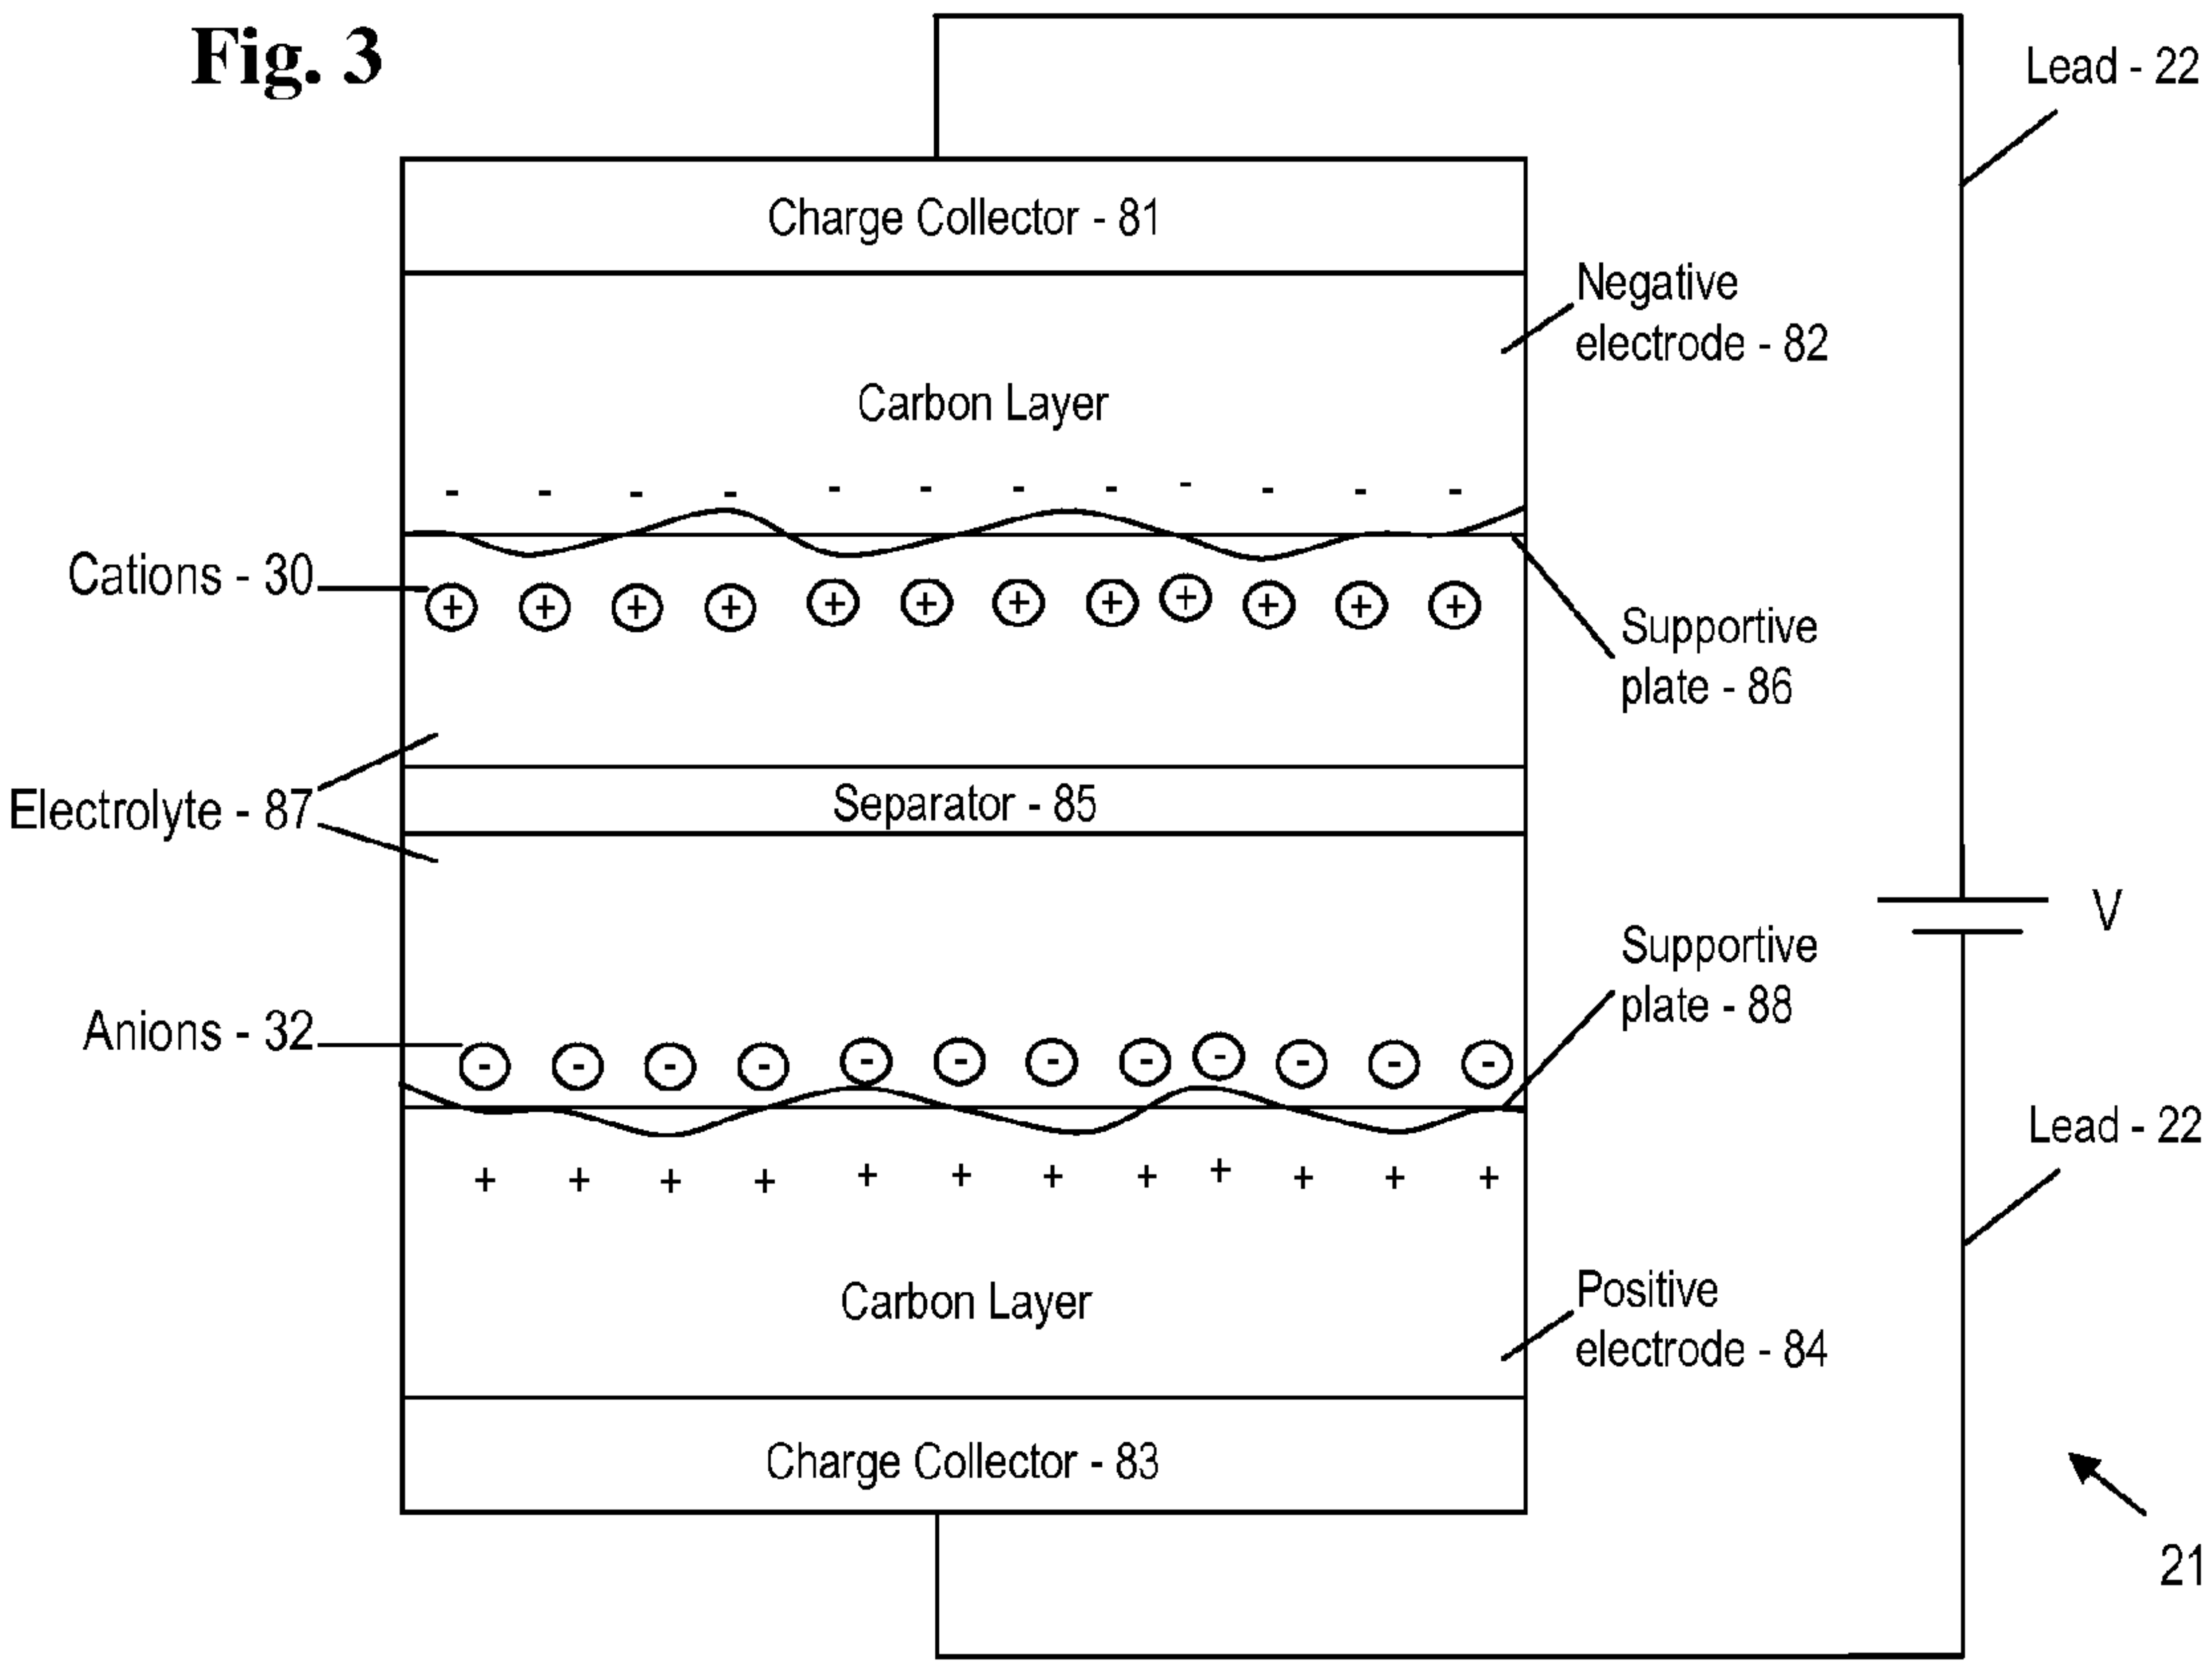 Fig. 3
Lead - 22
Charge Collector - 81
Negative
electrode - 82
Carbon Layer
- - - - - - - - - - - -
Cations - 30
+ + + + + + + + + + + +
Supportive
plate - 86
Electrolyte - 87
Separator - 85
V
Supportive
plate - 88
Anions - 32
- - - - - - - - - - - -
Lead - 22
+ + + + + + + + + + + +
Carbon Layer
Positive
electrode - 84
Charge Collector - 83
21